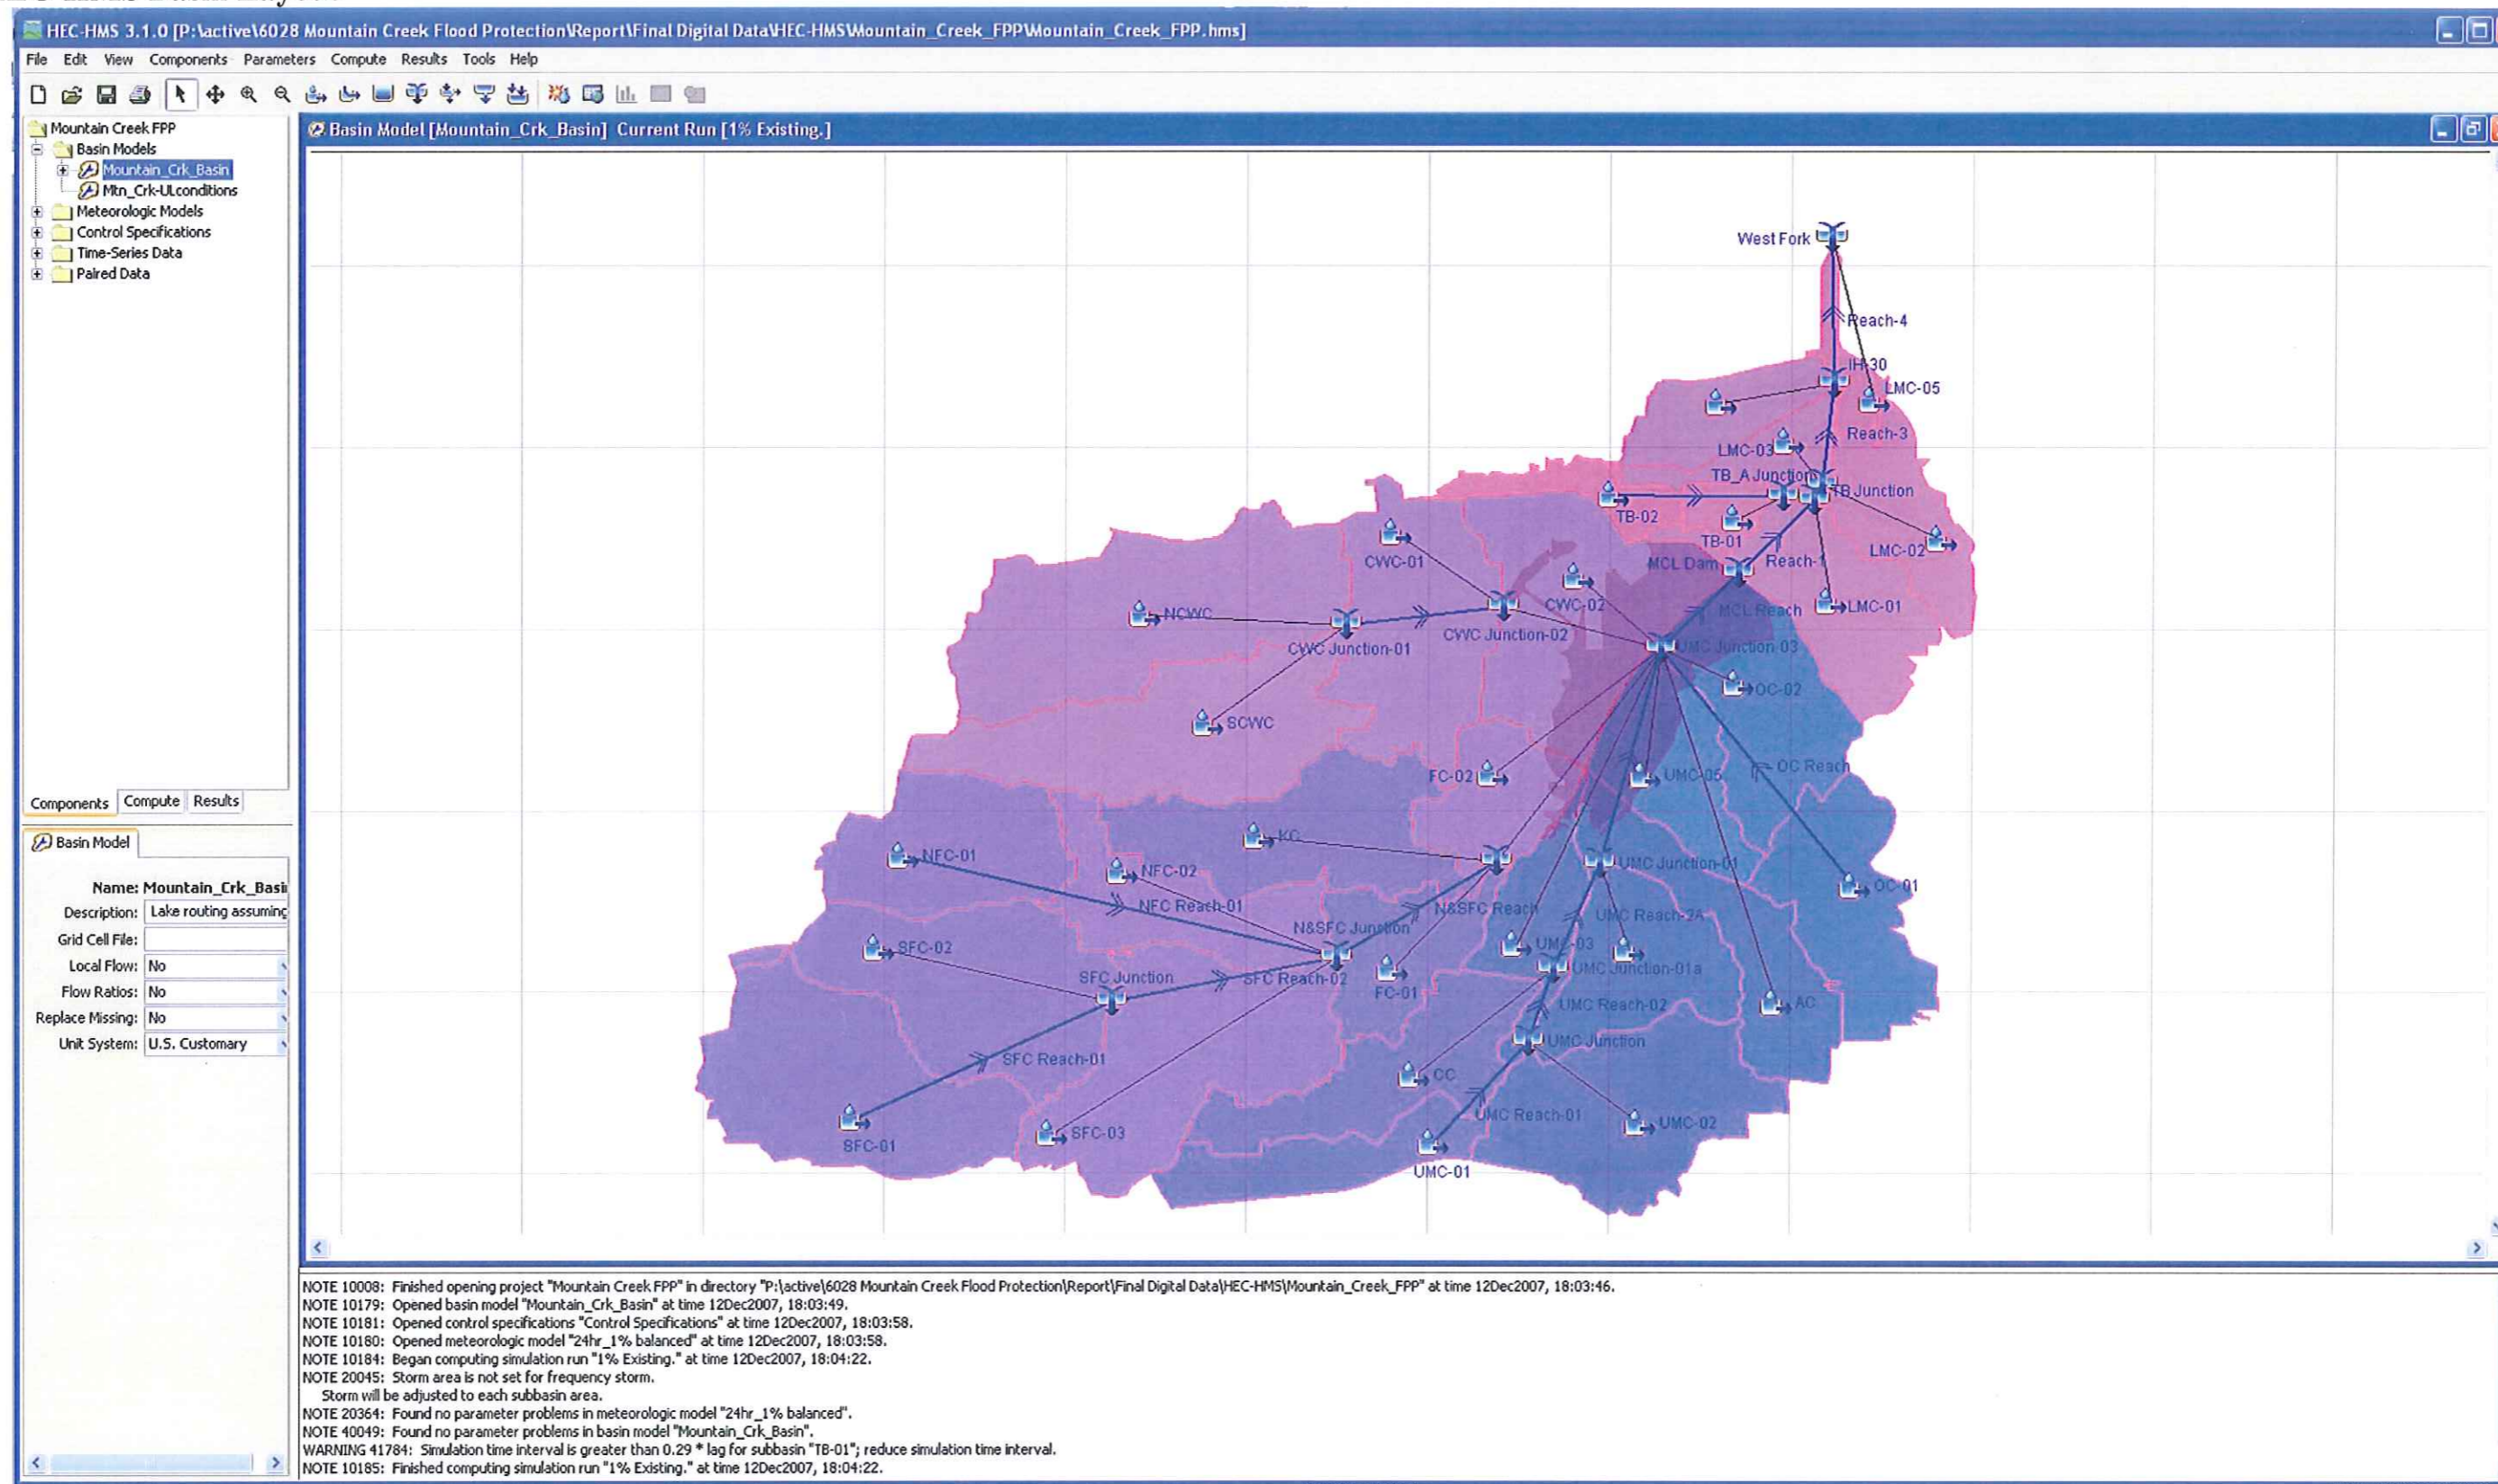 HEC-HMS 3.1.0 [P:\active\6028 Mountain Creek Flood Protection\Report\Final Digital Data\HEC-HMS\Mountain_Creek_FPP\Mountain_Creek_FPP.hms]
File Edit View Components Parameters Compute Results Tools Help
Mountain Creek FPP
Basin Models
Mountain_Crk_Basin
Mtn_Crk-ULconditions
Meteorologic Models
Control Specifications
Time-Series Data
Paired Data
Components Compute Results
Basin Model
Name: Mountain_Crk_Basi
Description: Lake routing assuming
Grid Cell File:
Local Flow: No
Flow Ratios: No
Replace Missing: No
Unit System: U.S. Customary
Basin Model [Mountain_Crk_Basin] Current Run [1% Existing.]
West Fork
Reach-4
IH-30
LMC-05
Reach-3
LMC-03
TB_A Junction
TB Junction
TB-02
TB-01
LMC-02
CWC-01
MCL Dam
Reach-1
CWC-02
NCWC
MCL Reach
LMC-01
CWC Junction-02
CWC Junction-01
UMC Junction-03
OC-02
SCWC
FC-02
UMC-05
OC Reach
KC
NFC-01
NFC-02
UMC Junction-01
OC-01
NFC Reach-01
N&SFC Reach
UMC Reach-2A
N&SFC Junction
SFC-02
UMC-03
UMC Junction-01a
SFC Junction
SFC Reach-02
FC-01
UMC Reach-02
AC
UMC Junction
SFC Reach-01
CC
UMC Reach-01
UMC-02
SFC-01
SFC-03
UMC-01
NOTE 10008: Finished opening project "Mountain Creek FPP" in directory "P:\active\6028 Mountain Creek Flood Protection\Report\Final Digital Data\HEC-HMS\Mountain_Creek_FPP" at time 12Dec2007, 18:03:46.
NOTE 10179: Opened basin model "Mountain_Crk_Basin" at time 12Dec2007, 18:03:49.
NOTE 10181: Opened control specifications "Control Specifications" at time 12Dec2007, 18:03:58.
NOTE 10180: Opened meteorologic model "24hr_1% balanced" at time 12Dec2007, 18:03:58.
NOTE 10184: Began computing simulation run "1% Existing." at time 12Dec2007, 18:04:22.
NOTE 20045: Storm area is not set for frequency storm.
Storm will be adjusted to each subbasin area.
NOTE 20364: Found no parameter problems in meteorologic model "24hr_1% balanced".
NOTE 40049: Found no parameter problems in basin model "Mountain_Crk_Basin".
WARNING 41784: Simulation time interval is greater than 0.29 * lag for subbasin "TB-01"; reduce simulation time interval.
NOTE 10185: Finished computing simulation run "1% Existing." at time 12Dec2007, 18:04:22.